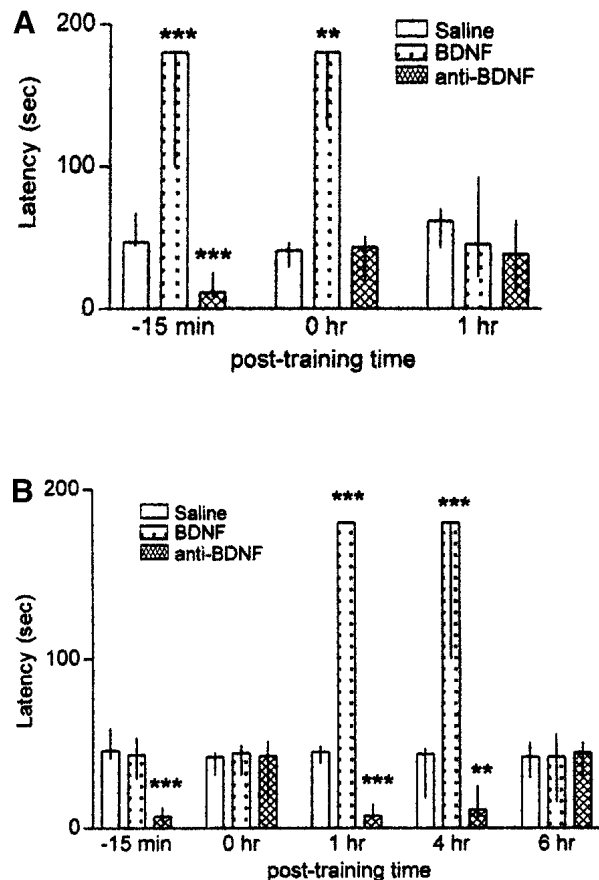 A
200
***
**
Saline
BDNF
anti-BDNF
Latency (sec)
100
***
0
-15 min
0 hr
1 hr
post-training time
B
200
***
***
Saline
BDNF
anti-BDNF
Latency (sec)
100
***
***
**
0
-15 min
0 hr
1 hr
4 hr
6 hr
post-training time